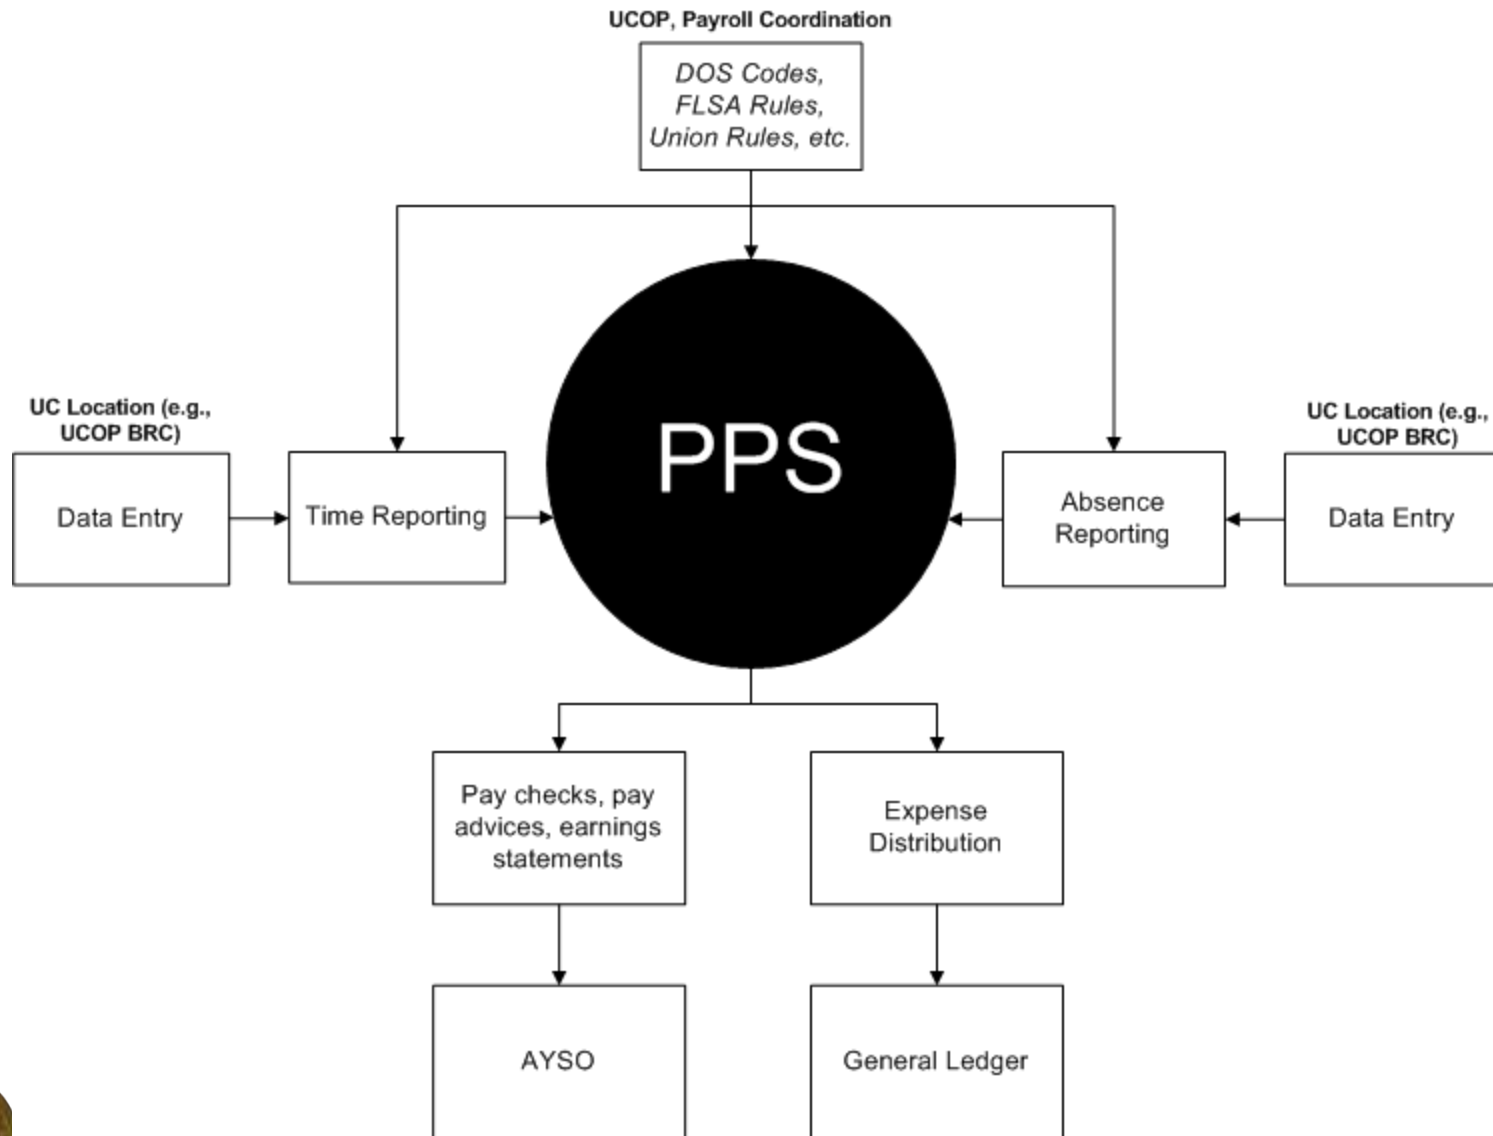 UCOP, Payroll Coordination
DOS Codes,
FLSA Rules,
Union Rules, etc.
UC Location (e.g.,
UCOP BRC)
Data Entry
Time Reporting
PPS
Absence
Reporting
UC Location (e.g.,
UCOP BRC)
Data Entry
Pay checks, pay
advices, earnings
statements
Expense
Distribution
AYSO
General Ledger